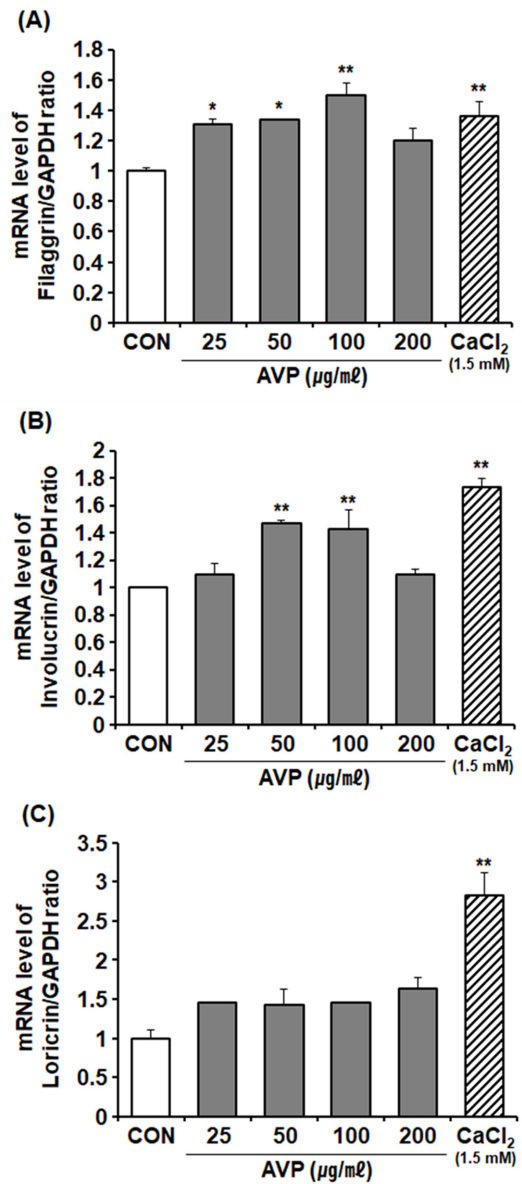 (A)
mRNA level of
Filaggrin/GAPDH ratio
1.8
1.6
1.4
1.2
1
0.8
0.6
0.4
0.2
0
* * ** **
CON 25 50 100 200 CaCl2
(1.5 mM)
AVP (㎍/㎖)
(B)
mRNA level of
Involucrin/GAPDH ratio
2
1.8
1.6
1.4
1.2
1
0.8
0.6
0.4
0.2
0
** ** **
CON 25 50 100 200 CaCl2
(1.5 mM)
AVP (㎍/㎖)
(C)
mRNA level of
Loricrin/GAPDH ratio
3.5
3
2.5
2
1.5
1
0.5
0
**
CON 25 50 100 200 CaCl2
(1.5 mM)
AVP (㎍/㎖)